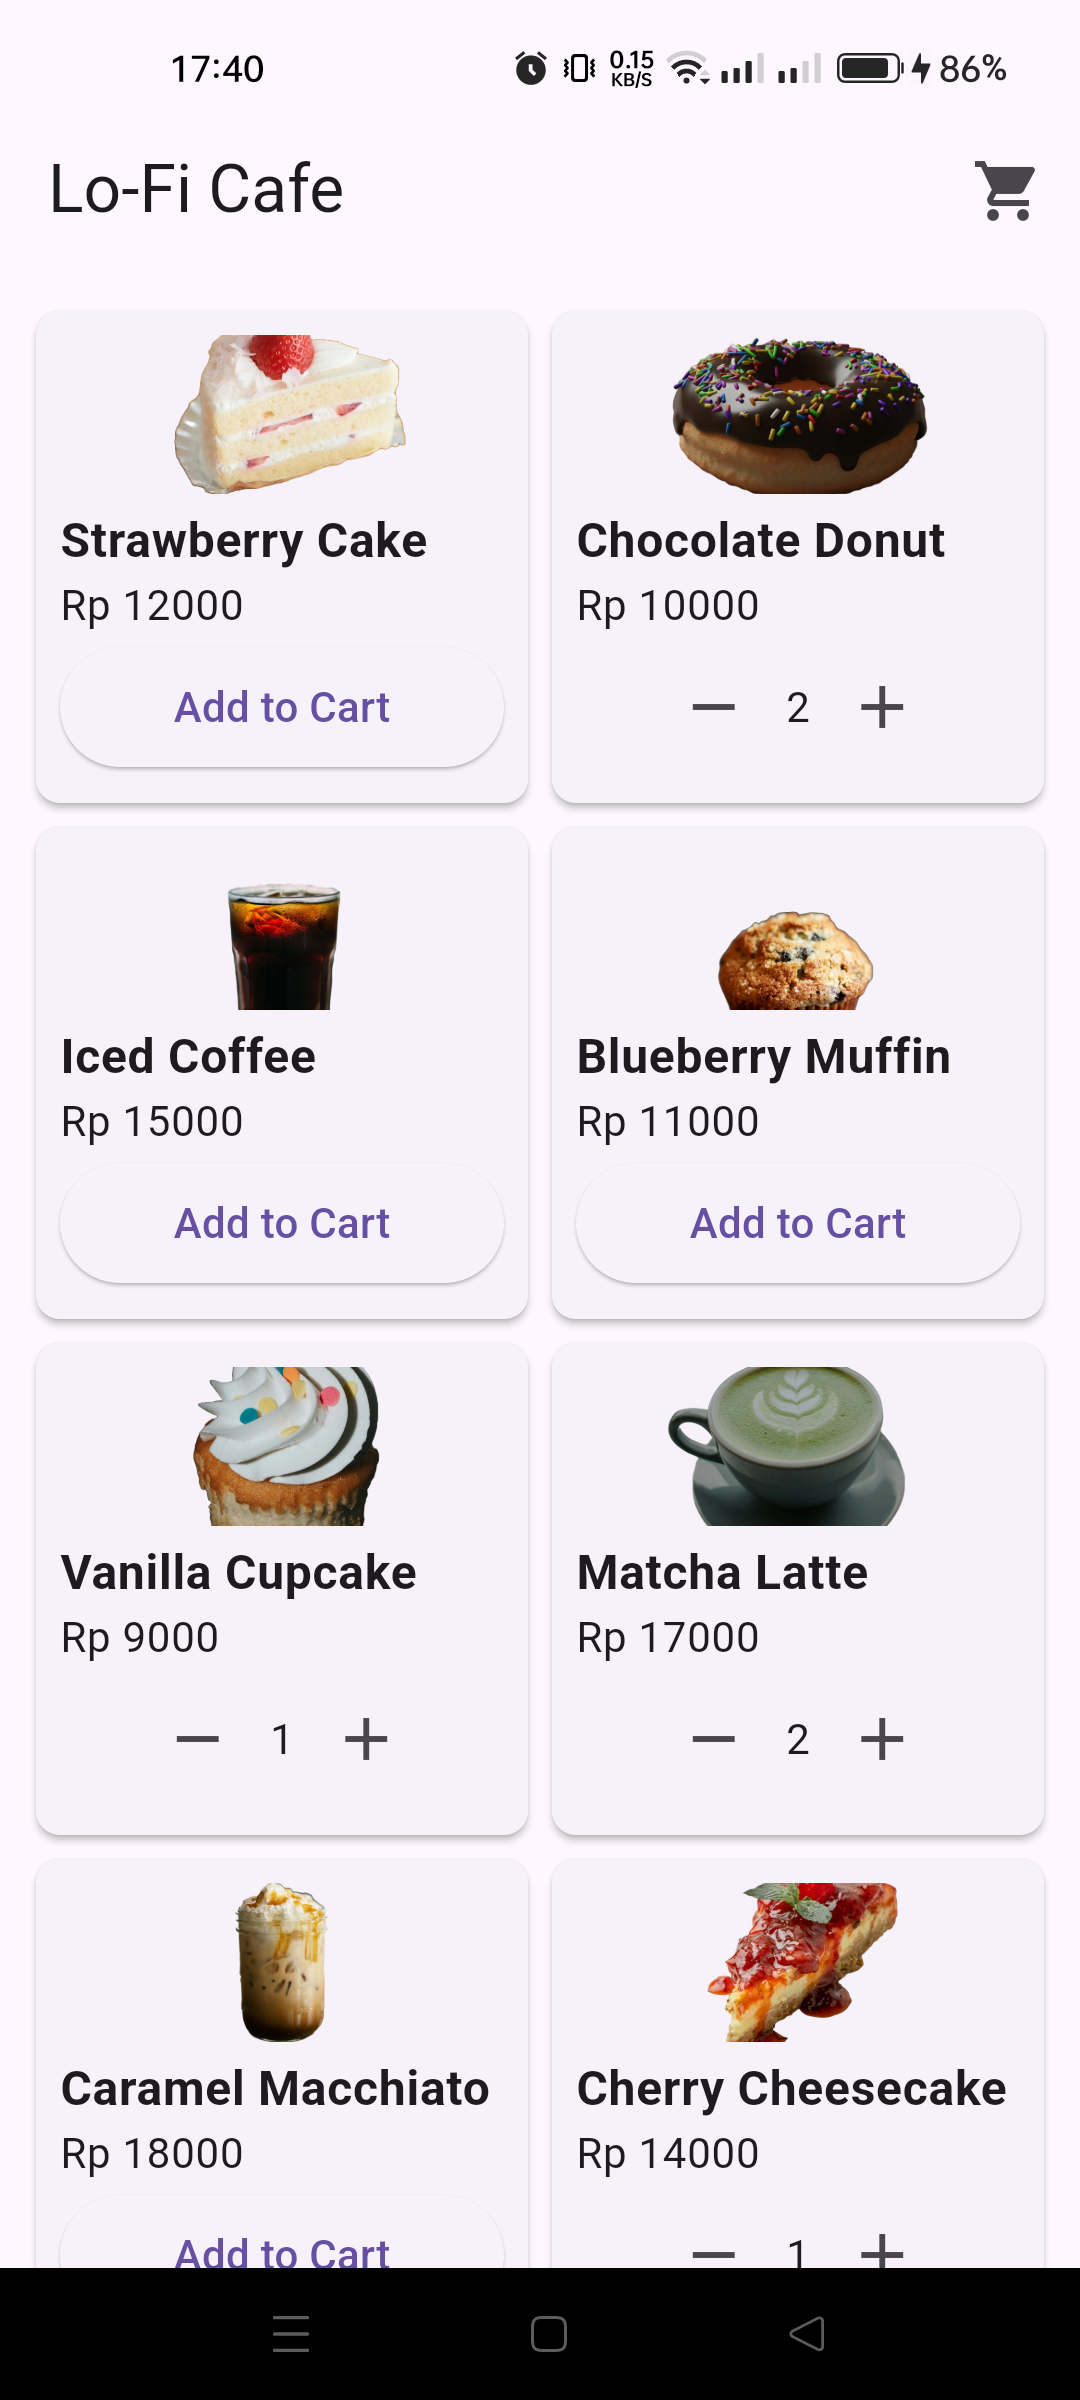 17:40 0.15 KB/S 86%
Lo-Fi Cafe
Strawberry Cake
Rp 12000
Add to Cart
Chocolate Donut
Rp 10000
2
Iced Coffee
Rp 15000
Add to Cart
Blueberry Muffin
Rp 11000
Add to Cart
Vanilla Cupcake
Rp 9000
1
Matcha Latte
Rp 17000
2
Caramel Macchiato
Rp 18000
Add to Cart
Cherry Cheesecake
Rp 14000
1